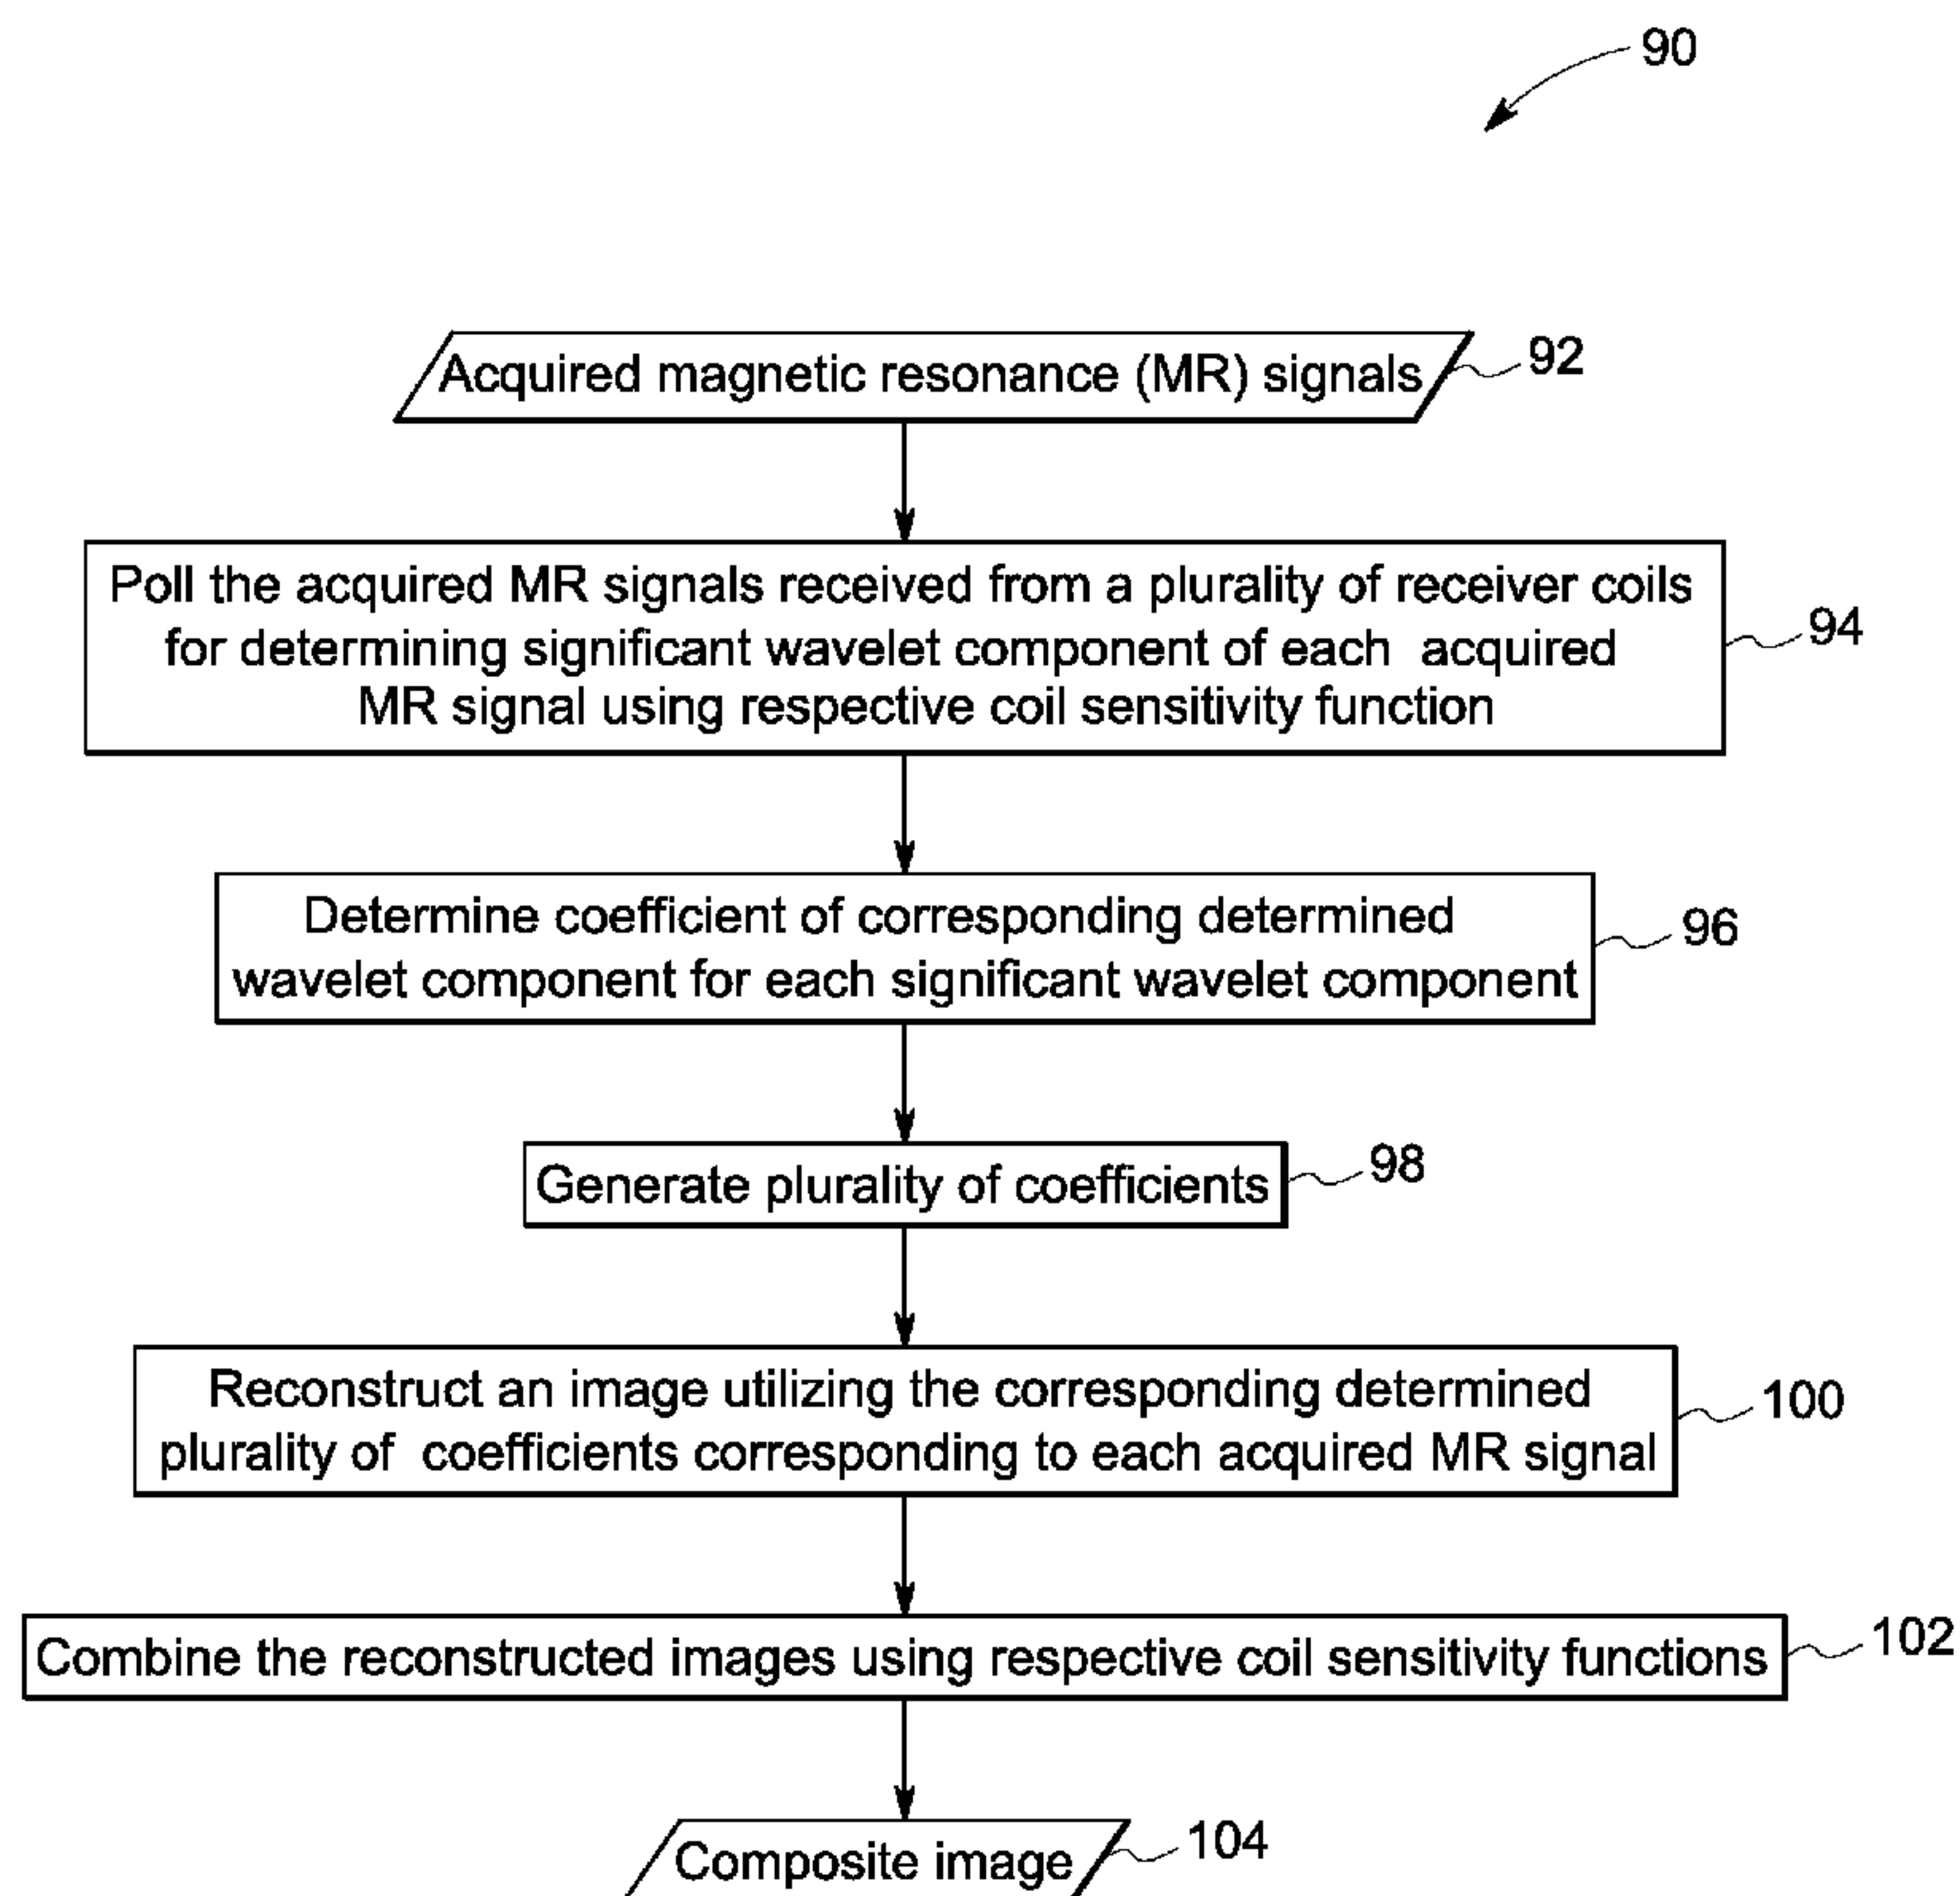 90
Acquired magnetic resonance (MR) signals
92
Poll the acquired MR signals received from a plurality of receiver coils
for determining significant wavelet component of each acquired
MR signal using respective coil sensitivity function
94
Determine coefficient of corresponding determined
wavelet component for each significant wavelet component
96
Generate plurality of coefficients
98
Reconstruct an image utilizing the corresponding determined
plurality of coefficients corresponding to each acquired MR signal
100
Combine the reconstructed images using respective coil sensitivity functions
102
Composite image
104